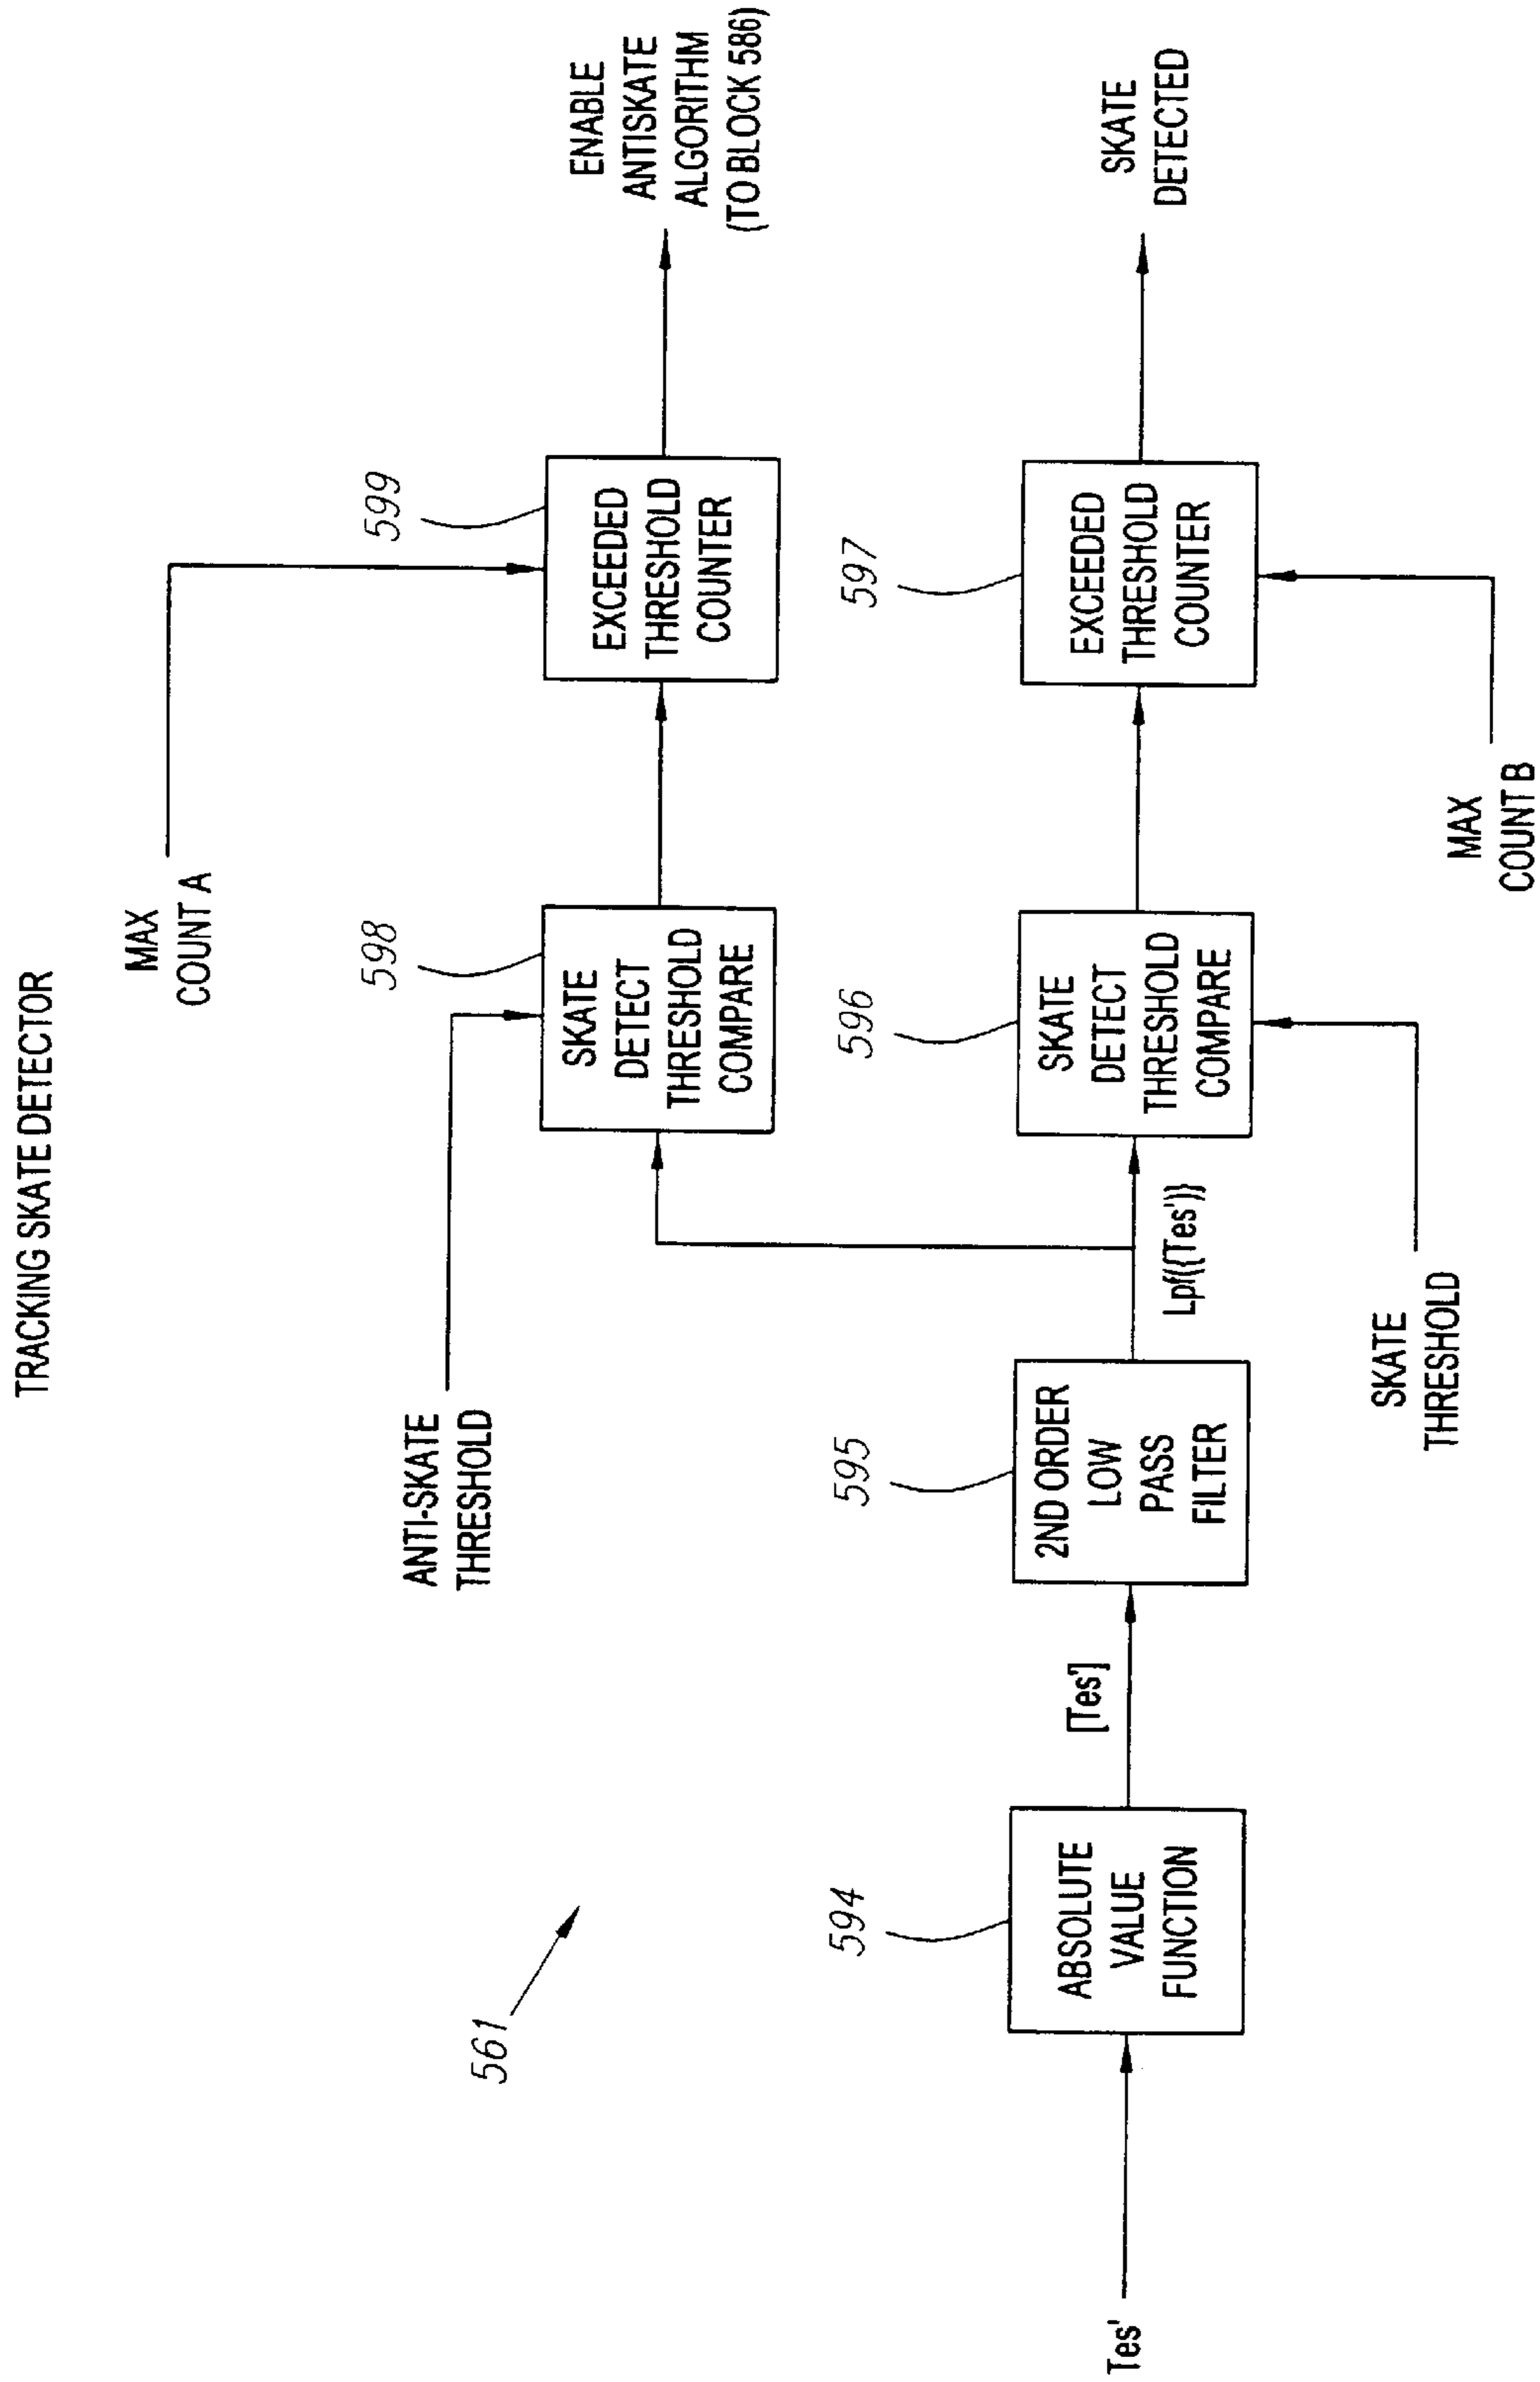 TRACKING SKATE DETECTOR
MAX
COUNT A
ANTI-SKATE
THRESHOLD
598
SKATE
DETECT
THRESHOLD
COMPARE
599
EXCEEDED
THRESHOLD
COUNTER
ENABLE
ANTISKATE
ALGORITHM
(TO BLOCK 586)
561
Tes'
594
ABSOLUTE
VALUE
FUNCTION
[Tes']
595
2ND ORDER
LOW
PASS
FILTER
Lpf({Tes'})
596
SKATE
DETECT
THRESHOLD
COMPARE
597
EXCEEDED
THRESHOLD
COUNTER
SKATE
DETECTED
SKATE
THRESHOLD
MAX
COUNT B